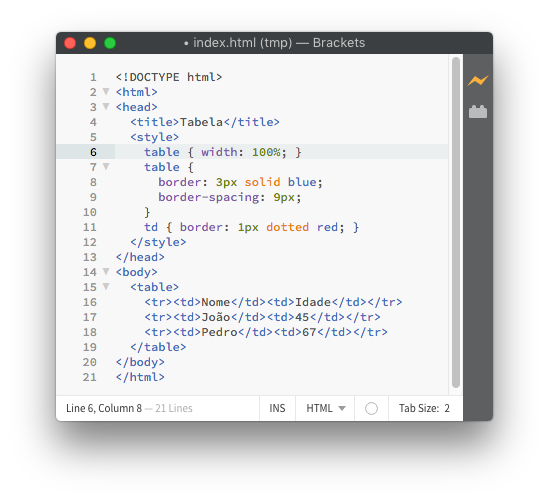 • index.html (tmp) — Brackets
1 <!DOCTYPE html>
2 <html>
3 <head>
4 <title>Tabela</title>
5 <style>
6 table { width: 100%; }
7 table {
8 border: 3px solid blue;
9 border-spacing: 9px;
10 }
11 td { border: 1px dotted red; }
12 </style>
13 </head>
14 <body>
15 <table>
16 <tr><td>Nome</td><td>Idade</td></tr>
17 <tr><td>João</td><td>45</td></tr>
18 <tr><td>Pedro</td><td>67</td></tr>
19 </table>
20 </body>
21 </html>
Line 6, Column 8 — 21 Lines INS HTML Tab Size: 2